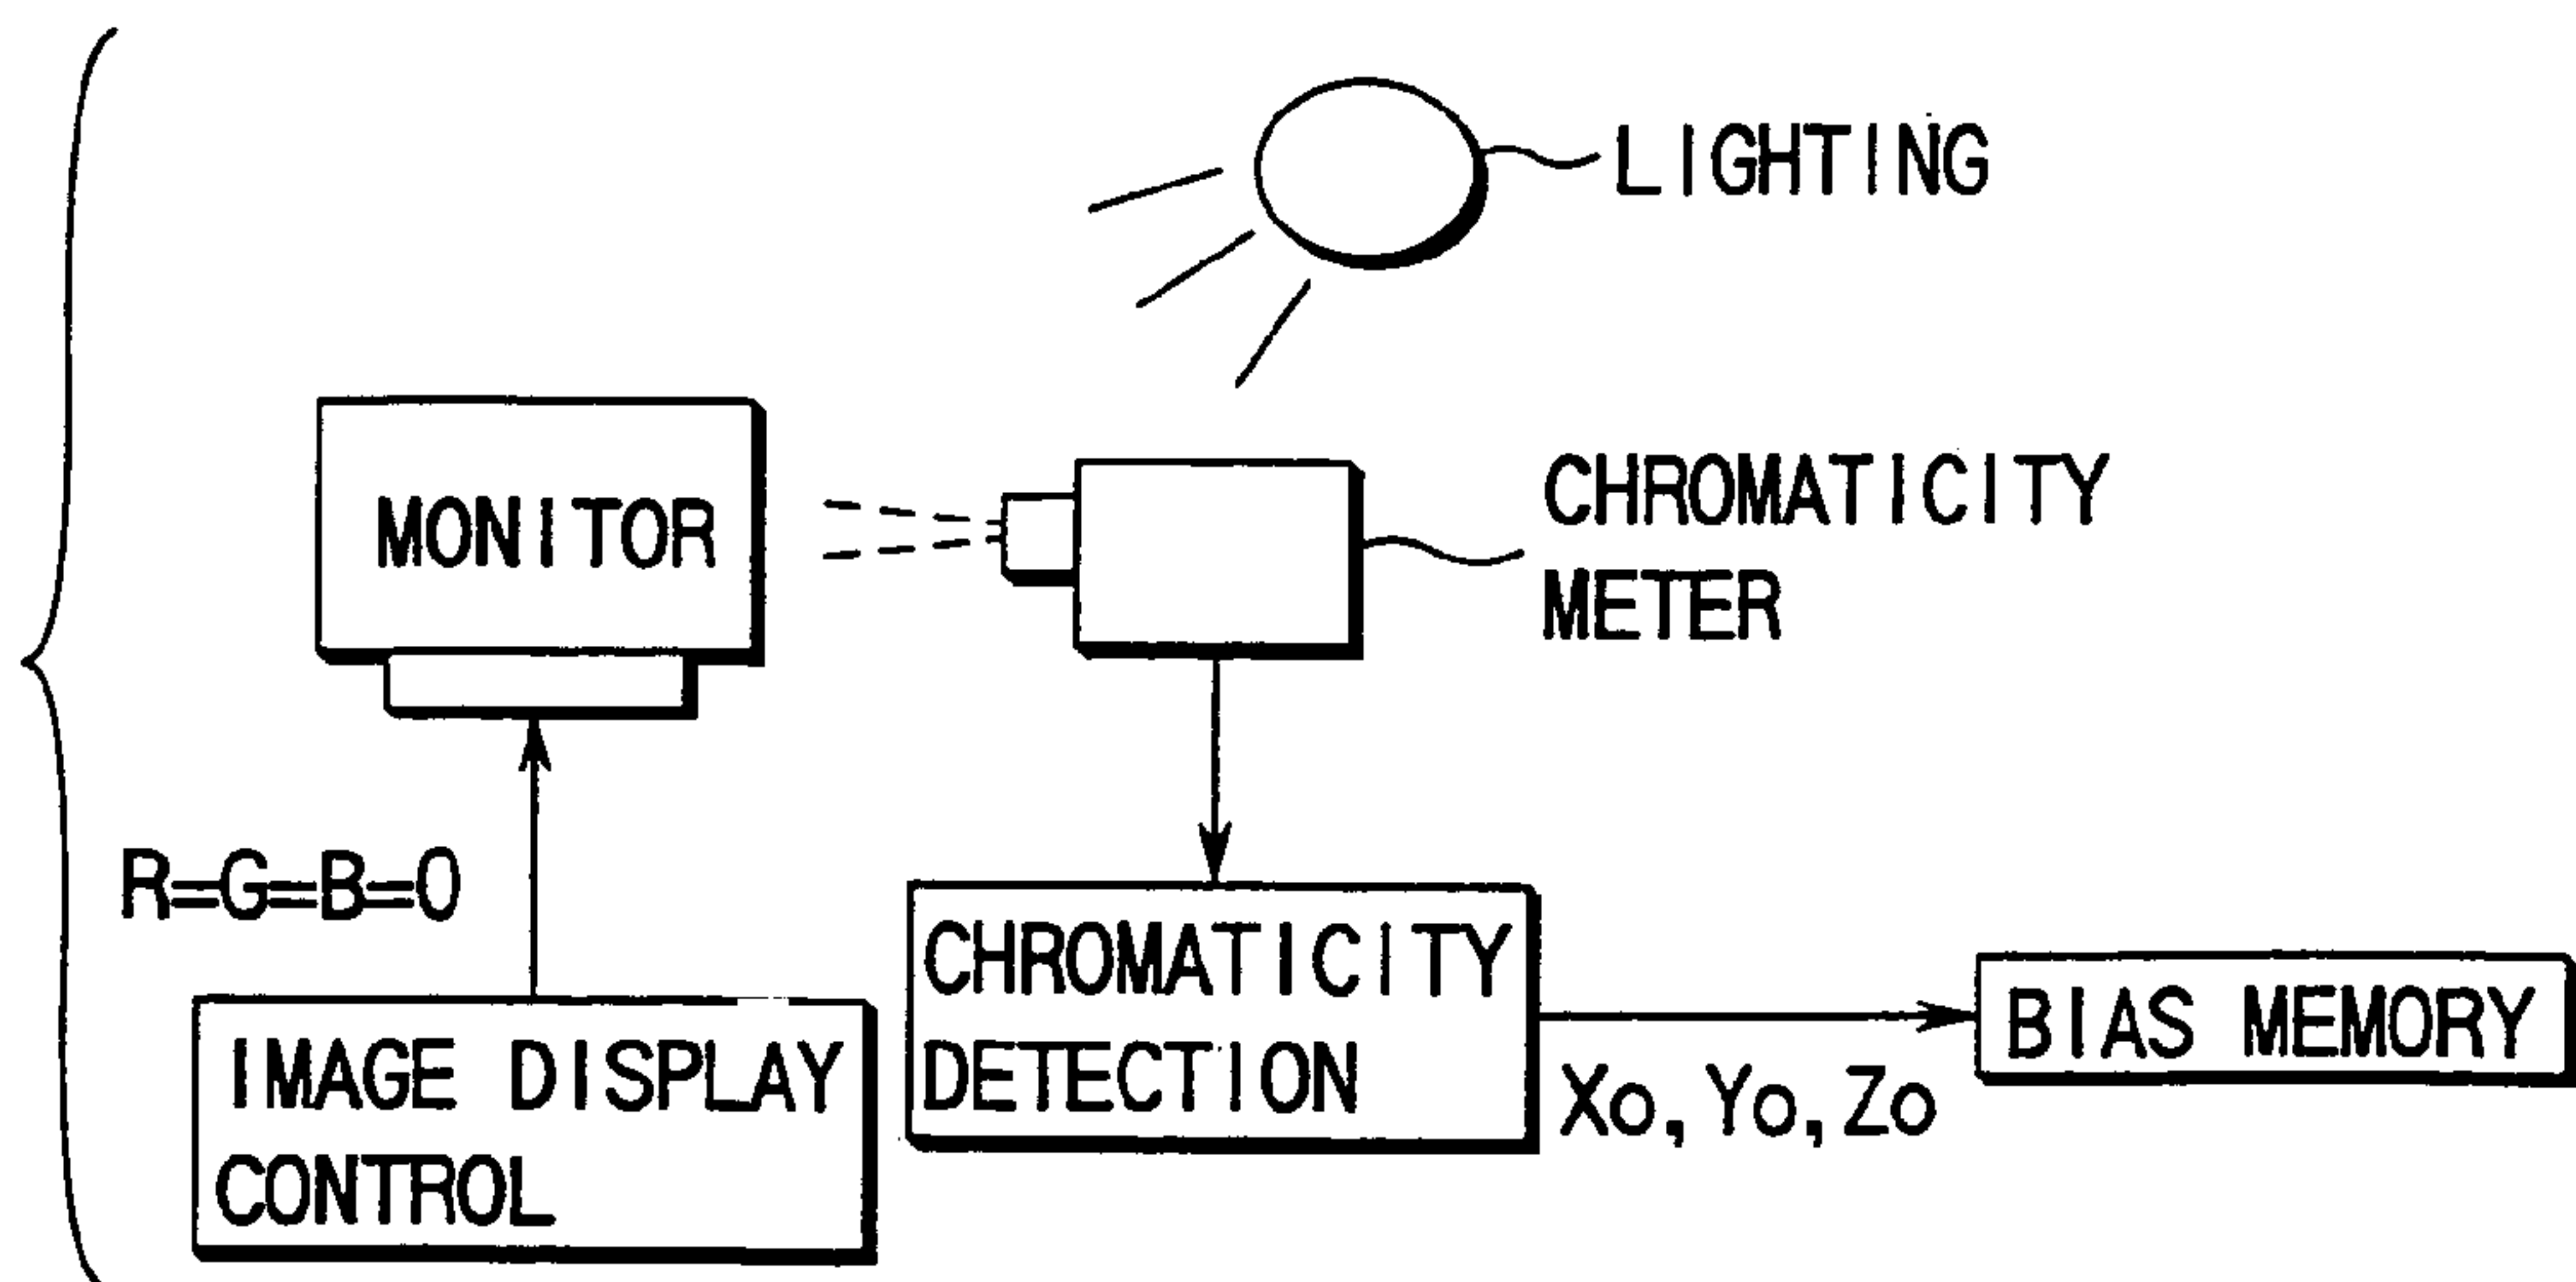 LIGHTING
MONITOR
CHROMATICITY
METER
R=G=B=0
IMAGE DISPLAY
CONTROL
CHROMATICITY
DETECTION
Xo, Yo, Zo
BIAS MEMORY